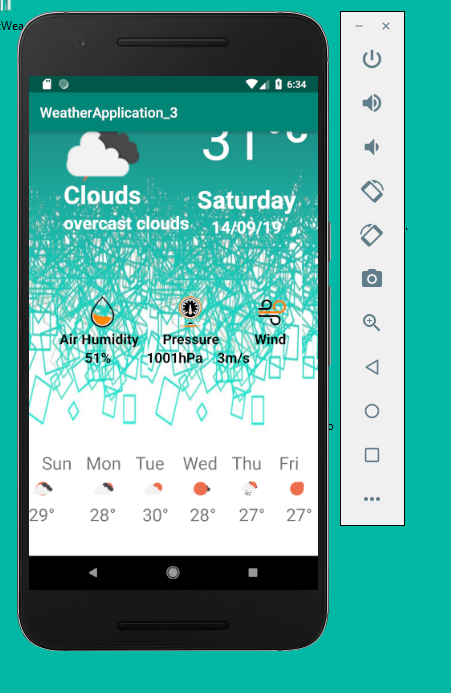 6:34
WeatherApplication_3
31°C
Clouds
Saturday
overcast clouds
14/09/19
Air Humidity Pressure Wind
51% 1001hPa 3m/s
Sun Mon Tue Wed Thu Fri
29° 28° 30° 28° 27° 27°